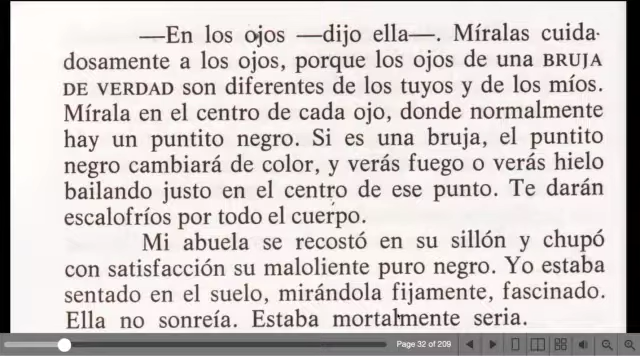 —En los ojos —dijo ella—. Míralas cuida-
dosamente a los ojos, porque los ojos de una BRUJA
DE VERDAD son diferentes de los tuyos y de los míos.
Mírala en el centro de cada ojo, donde normalmente
hay un puntito negro. Si es una bruja, el puntito
negro cambiará de color, y verás fuego o verás hielo
bailando justo en el centro de ese punto. Te darán
escalofríos por todo el cuerpo.
Mi abuela se recostó en su sillón y chupó
con satisfacción su maloliente puro negro. Yo estaba
sentado en el suelo, mirándola fijamente, fascinado.
Ella no sonreía. Estaba mortalmente seria.
Page 32 of 209